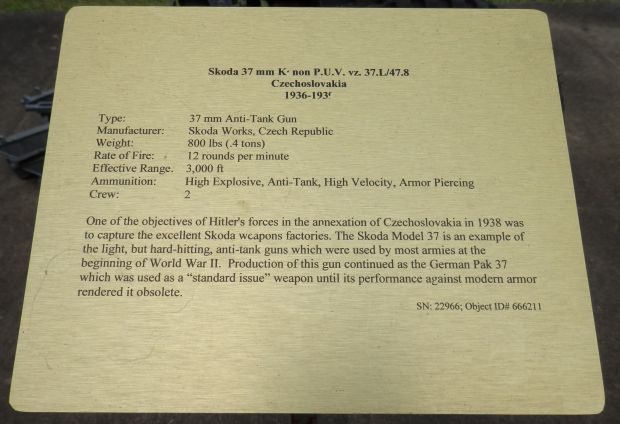 Skoda 37 mm K non P.U.V. vz. 37.L/47.8
Czechoslovakia
1936-193
Type: 37 mm Anti-Tank Gun
Manufacturer: Skoda Works, Czech Republic
Weight: 800 lbs (.4 tons)
Rate of Fire: 12 rounds per minute
Effective Range. 3,000 ft
Ammunition: High Explosive, Anti-Tank, High Velocity, Armor Piercing
Crew: 2
One of the objectives of Hitler's forces in the annexation of Czechoslovakia in 1938 was
to capture the excellent Skoda weapons factories. The Skoda Model 37 is an example of
the light, but hard-hitting, anti-tank guns which were used by most armies at the
beginning of World War II. Production of this gun continued as the German Pak 37
which was used as a “standard issue” weapon until its performance against modern armor
rendered it obsolete.
SN: 22966; Object ID# 666211